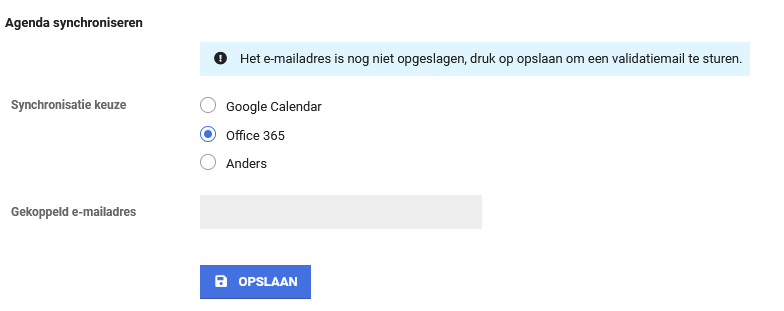 Agenda synchroniseren
Het e-mailadres is nog niet opgeslagen, druk op opslaan om een validatiemail te sturen.
Synchronisatie keuze
Google Calendar
Office 365
Anders
Gekoppeld e-mailadres
OPSLAAN